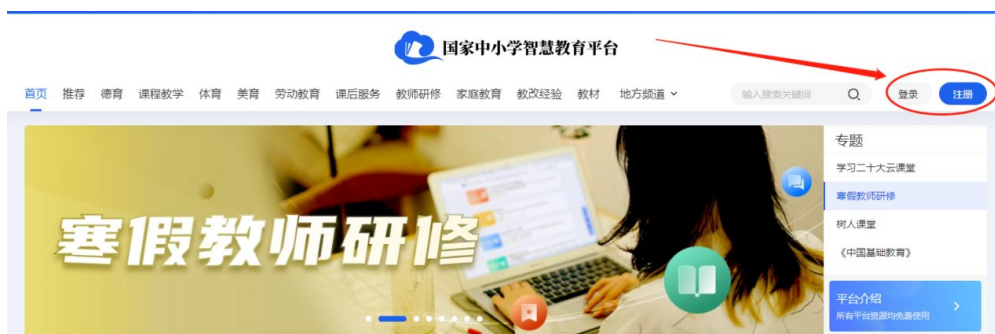 国家中小学智慧教育平台
首页 推荐 德育 课程教学 体育 美育 劳动教育 课后服务 教师研修 家庭教育 教改经验 教材 地方频道 输入搜索关键词 登录 注册
专题
学习二十大云课堂
寒假教师研修
树人课堂
《中国基础教育》
寒假教师研修
平台介绍
所有平台资源均免费使用